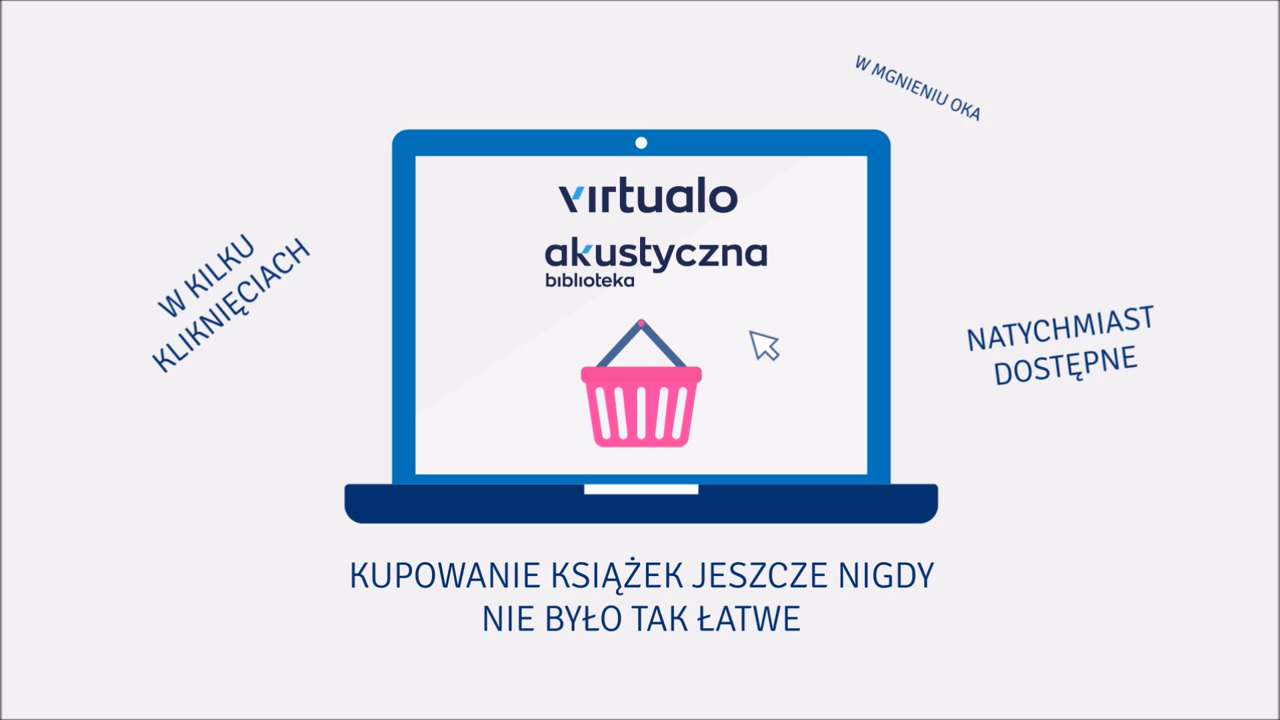 W MGNIENIU OKA
virtualo
akustyczna
biblioteka
W KILKU
KLIKNIĘCIACH
NATYCHMIAST
DOSTĘPNE
KUPOWANIE KSIĄŻEK JESZCZE NIGDY
NIE BYŁO TAK ŁATWE